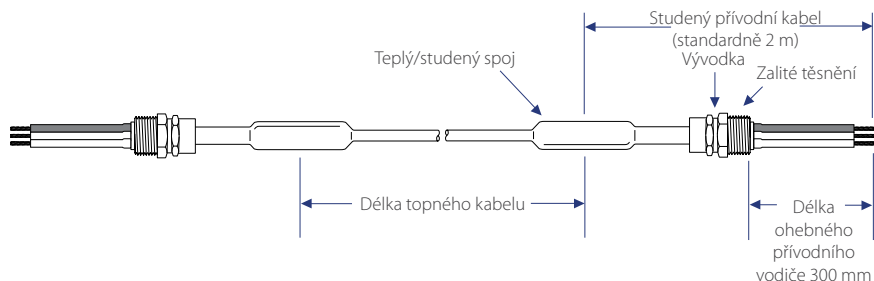 Studený přívodní kabel
(standardně 2 m)
Teplý/studený spoj
Vývodka
Zalité těsnění
Délka topného kabelu
Délka
ohebného
přívodního
vodiče 300 mm